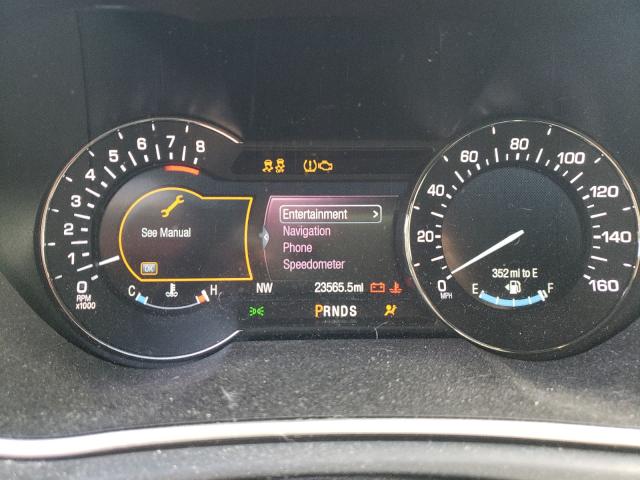 0 1 2 3 4 5 6 7 8
RPM
x1000
See Manual
OK
C H
Entertainment >
Navigation
Phone
Speedometer
NW 23565.5mi
PRNDS
0 20 40 60 80 100 120 140 160
MPH
352 mi to E
E F